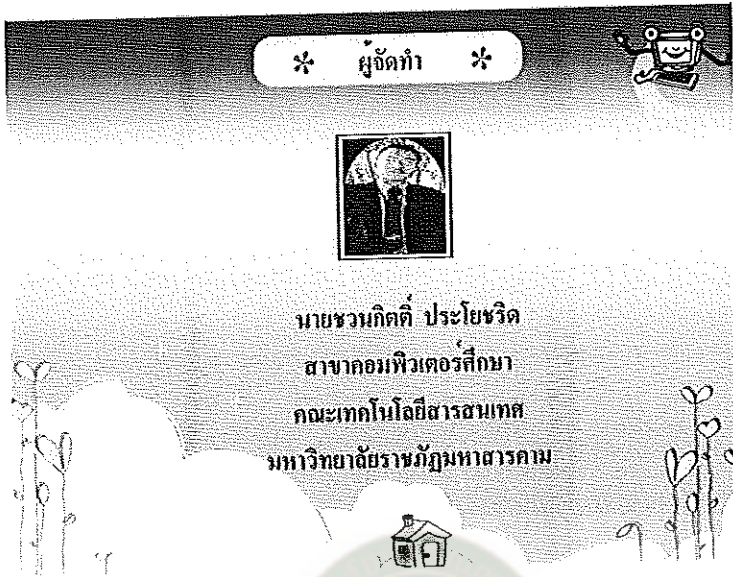 ผู้จัดทำ
นายชวนกิตติ์ ประโยชริด
สาขาคอมพิวเตอร์ศึกษา
คณะเทคโนโลยีสารสนเทศ
มหาวิทยาลัยราชภัฏมหาสารคาม